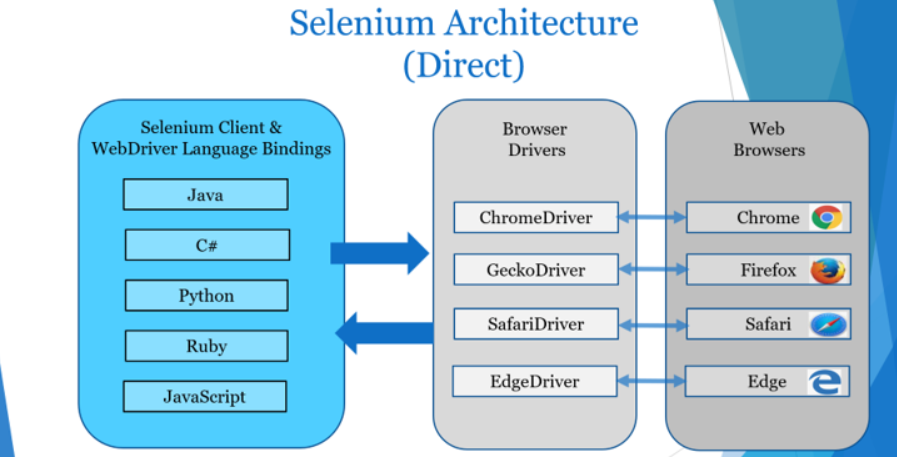 Selenium Architecture
(Direct)
Selenium Client &
WebDriver Language Bindings
Java
C#
Python
Ruby
JavaScript
Browser
Drivers
ChromeDriver
GeckoDriver
SafariDriver
EdgeDriver
Web
Browsers
Chrome
Firefox
Safari
Edge